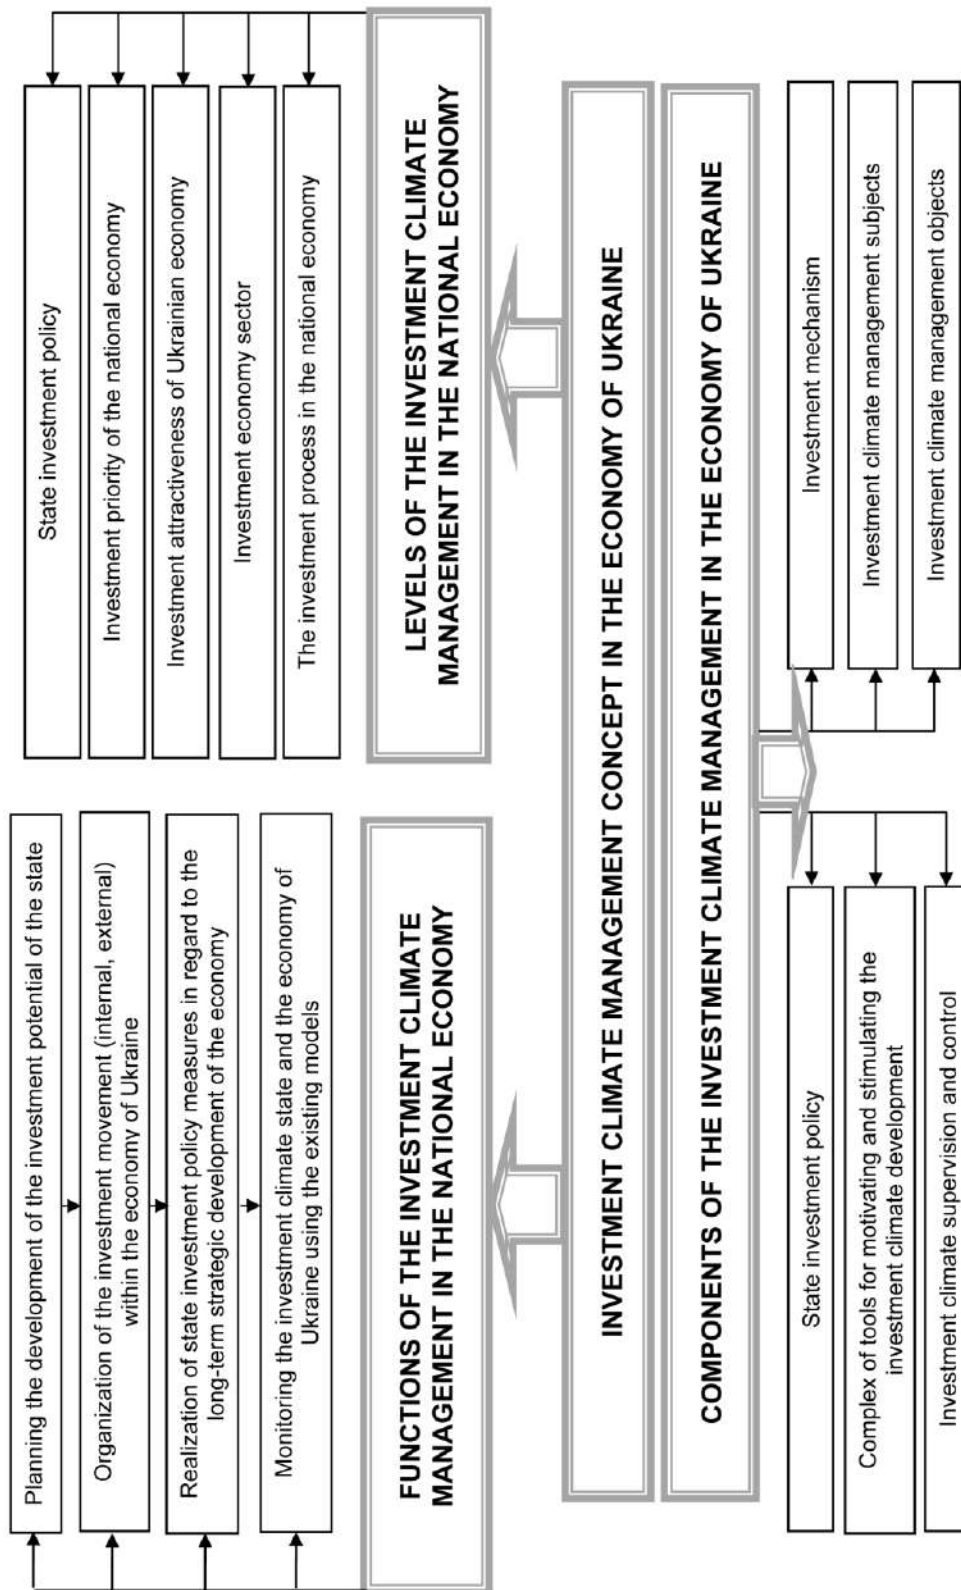 Planning the development of the investment potential of the state
Organization of the investment movement (internal, external)
within the economy of Ukraine
Realization of state investment policy measures in regard to the
long-term strategic development of the economy
Monitoring the investment climate state and the economy of
Ukraine using the existing models
State investment policy
Investment priority of the national economy
Investment attractiveness of Ukrainian economy
Investment economy sector
The investment process in the national economy
FUNCTIONS OF THE INVESTMENT CLIMATE
MANAGEMENT IN THE NATIONAL ECONOMY
LEVELS OF THE INVESTMENT CLIMATE
MANAGEMENT IN THE NATIONAL ECONOMY
INVESTMENT CLIMATE MANAGEMENT CONCEPT IN THE ECONOMY OF UKRAINE
COMPONENTS OF THE INVESTMENT CLIMATE MANAGEMENT IN THE ECONOMY OF UKRAINE
State investment policy
Complex of tools for motivating and stimulating the
investment climate development
Investment climate supervision and control
Investment mechanism
Investment climate management subjects
Investment climate management objects